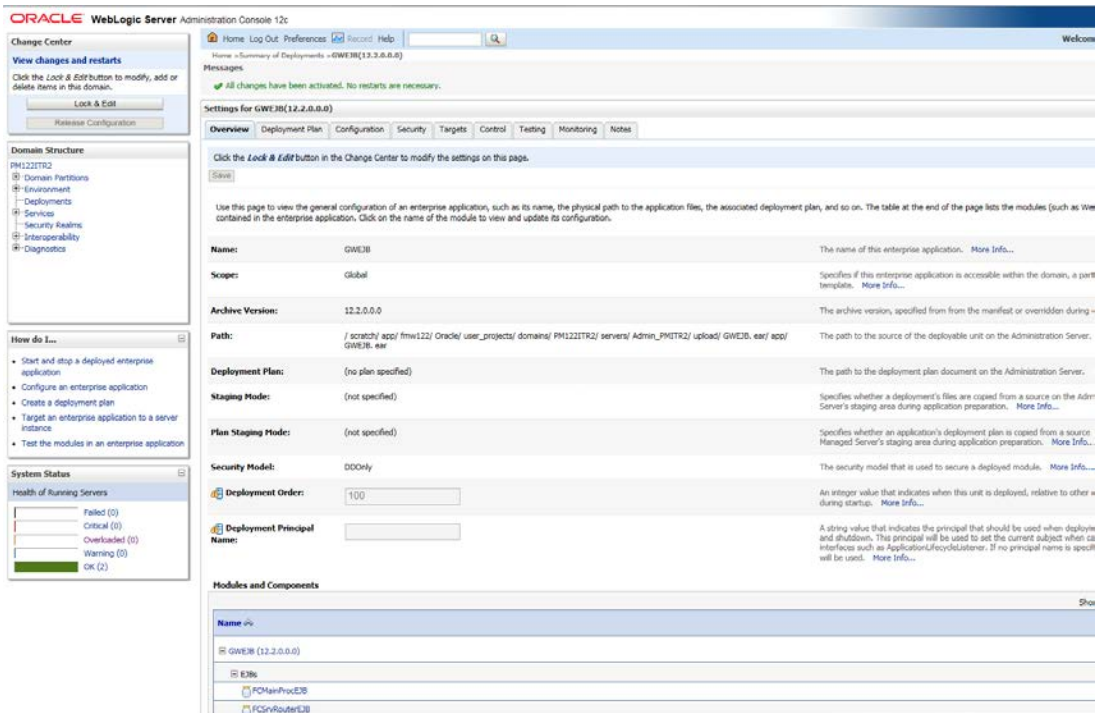 ORACLE WebLogic Server Administration Console 12c
Change Center
View changes and restarts
Click the Lock & Edit button to modify, add or
delete items in this domain.
Lock & Edit
Release Configuration
Domain Structure
PM122ITR2
Domain Partitions
Environment
Deployments
Services
Security Realms
Interoperability
Diagnostics
How do I...
Start and stop a deployed enterprise
application
Configure an enterprise application
Create a deployment plan
Target an enterprise application to a server
instance
Test the modules in an enterprise application
System Status
Health of Running Servers
Failed (0)
Critical (0)
Overloaded (0)
Warning (0)
OK (2)
Home Log Out Preferences Record Help
Welcome
Home >Summary of Deployments >GWEJB(12.2.0.0.0)
Messages
All changes have been activated. No restarts are necessary.
Settings for GWEJB(12.2.0.0.0)
Overview Deployment Plan Configuration Security Targets Control Testing Monitoring Notes
Click the Lock & Edit button in the Change Center to modify the settings on this page.
Save
Use this page to view the general configuration of an enterprise application, such as its name, the physical path to the application files, the associated deployment plan, and so on. The table at the end of the page lists the modules (such as
contained in the enterprise application. Click on the name of the module to view and update its configuration.
Name: GWEJB The name of this enterprise application. More Info...
Scope: Global Specifies if this enterprise application is accessible within the domain, a
template. More Info...
Archive Version: 12.2.0.0.0 The archive version, specified from from the manifest or overridden during
Path: / scratch/ app/ fmw122/ Oracle/ user_projects/ domains/ PM122ITR2/ servers/ Admin_PMITR2/ upload/ GWEJB. ear/ app/ The path to the source of the deployable unit on the Administration Server.
GWEJB. ear
Deployment Plan: (no plan specified) The path to the deployment plan document on the Administration Server.
Staging Mode: (not specified) Specifies whether a deployment's files are copied from a source on the
Server's staging area during application preparation. More Info...
Plan Staging Mode: (not specified) Specifies whether an application's deployment plan is copied from a source
Managed Server's staging area during application preparation. More Info...
Security Model: DDOnly The security model that is used to secure a deployed module. More Info...
Deployment Order: 100 An integer value that indicates when this unit is deployed, relative to other
during startup. More Info...
Deployment Principal A string value that indicates the principal that should be used when
Name: and shutdown. This principal will be used to set the current subject when
interfaces such as ApplicationLifecycleListener. If no principal name is
will be used. More Info...
Modules and Components
Name
GWEJB (12.2.0.0.0)
EJBs
FCMainProcEJB
FCSrvRouterEJB